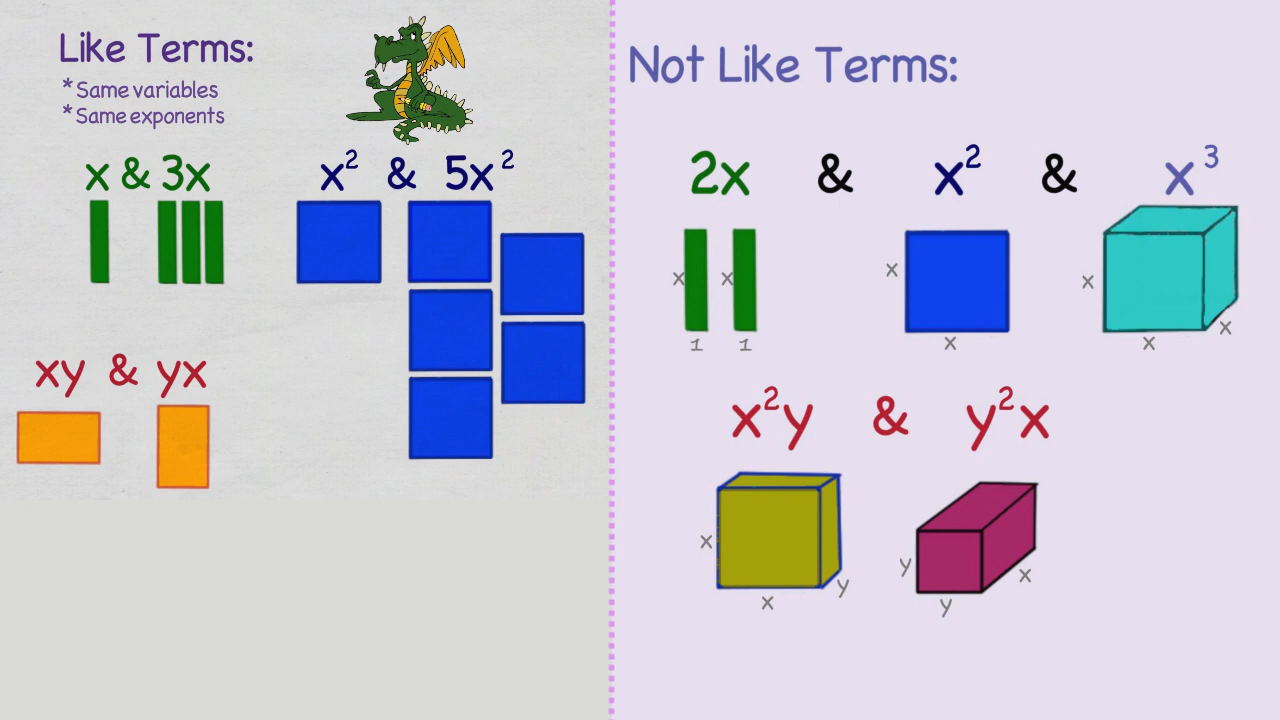 Like Terms:
* Same variables
* Same exponents
x & 3x
x² & 5x²
xy & yx
Not Like Terms:
2x & x² & x³
x x x x
1 1 x x x
x²y & y²x
x y
x y y x